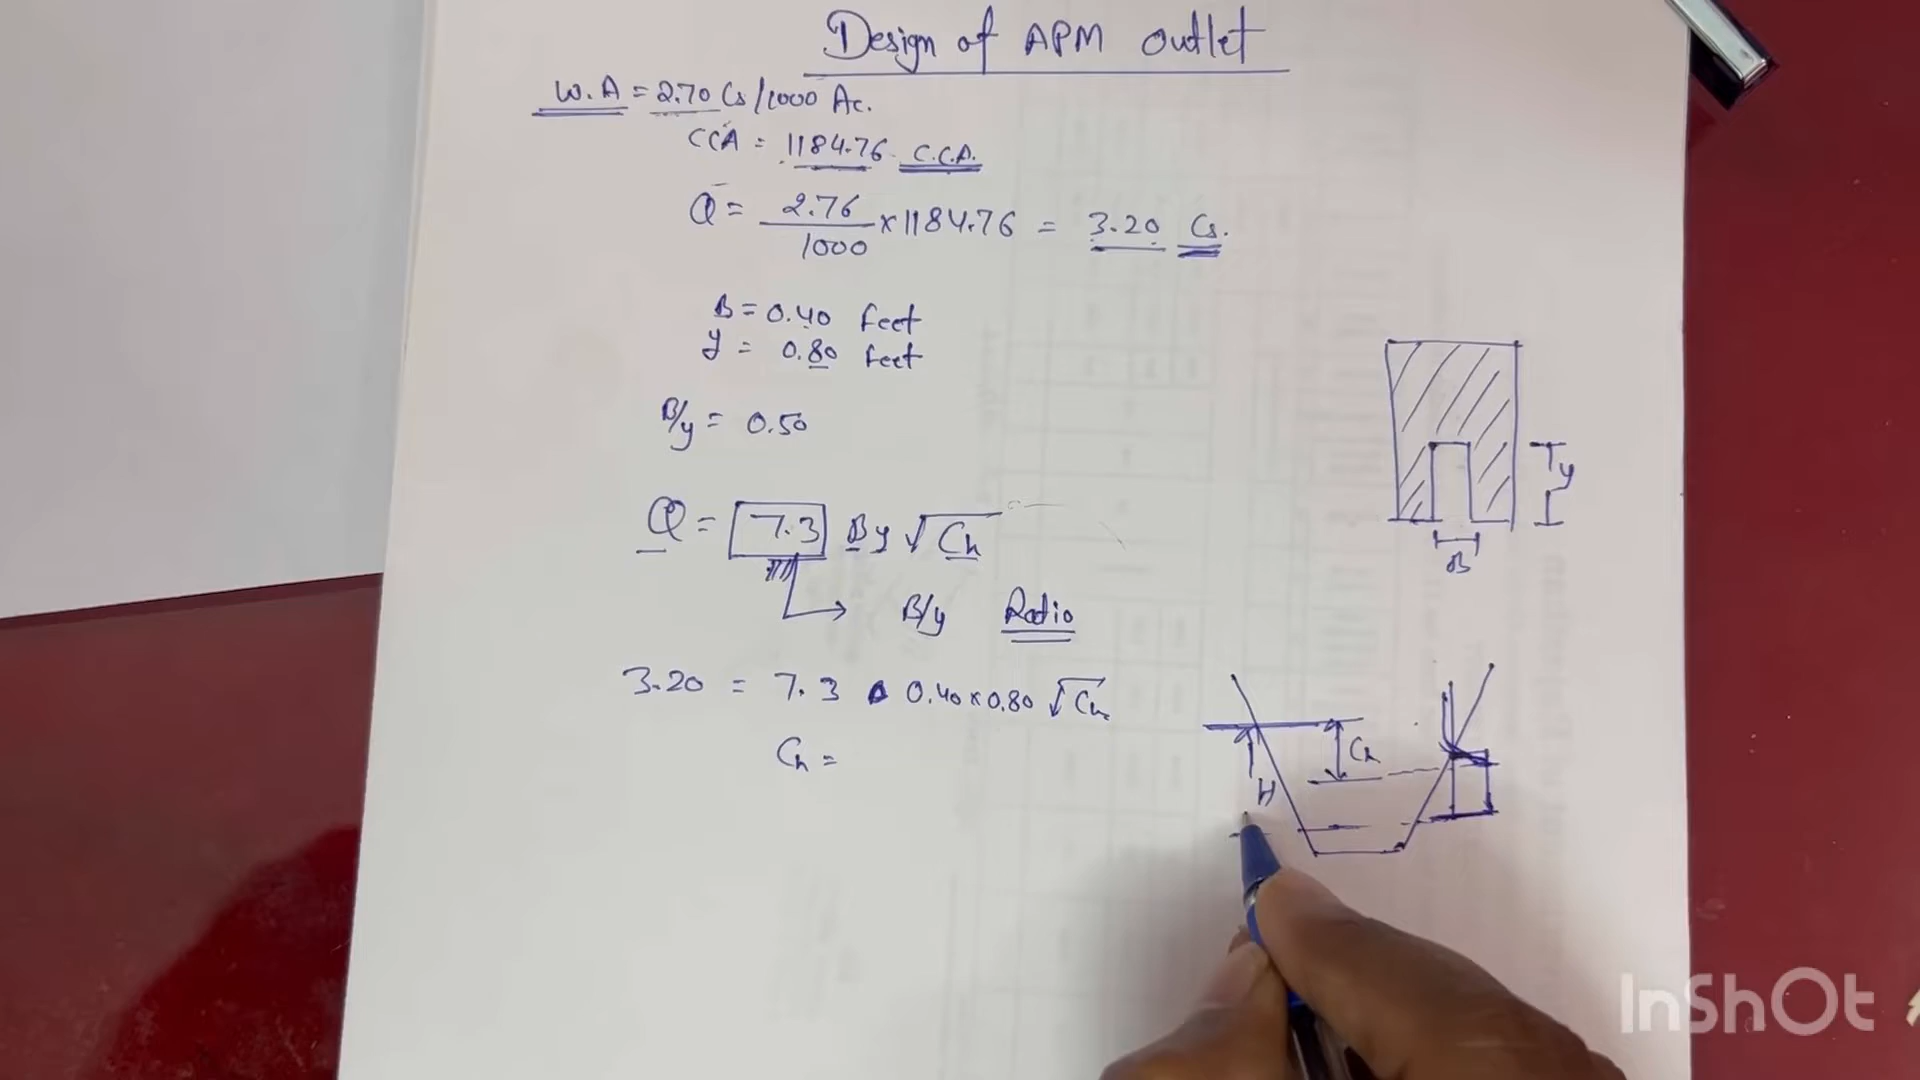 Design of APM outlet
W.A = 2.70 Cs/1000 Ac.
CCA = 1184.76 C.C.A.
Q = 2.76/1000 × 1184.76 = 3.20 Cs.
B = 0.40 feet
y = 0.80 feet
B/y = 0.50
y
B
Q = 7.3 By √Ch
B/y Ratio
3.20 = 7.3 0.40×0.80 √Ch
Ch =
Ch
H
InShOt